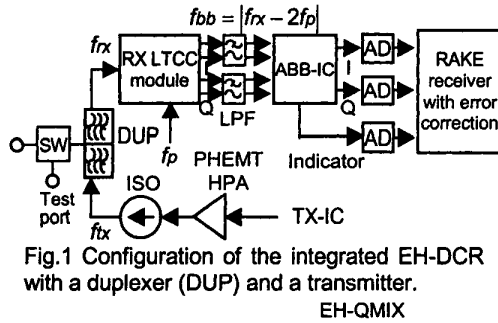 fbb = |frx − 2fp|
frx
RX LTCC
module
I
Q
LPF
ABB-IC
I
Q
AD
AD
AD
RAKE
receiver
with error
correction
DUP
fp
SW
Test
port
ISO
PHEMT
HPA
Indicator
ftx
TX-IC
Fig.1 Configuration of the integrated EH-DCR
with a duplexer (DUP) and a transmitter.
EH-QMIX